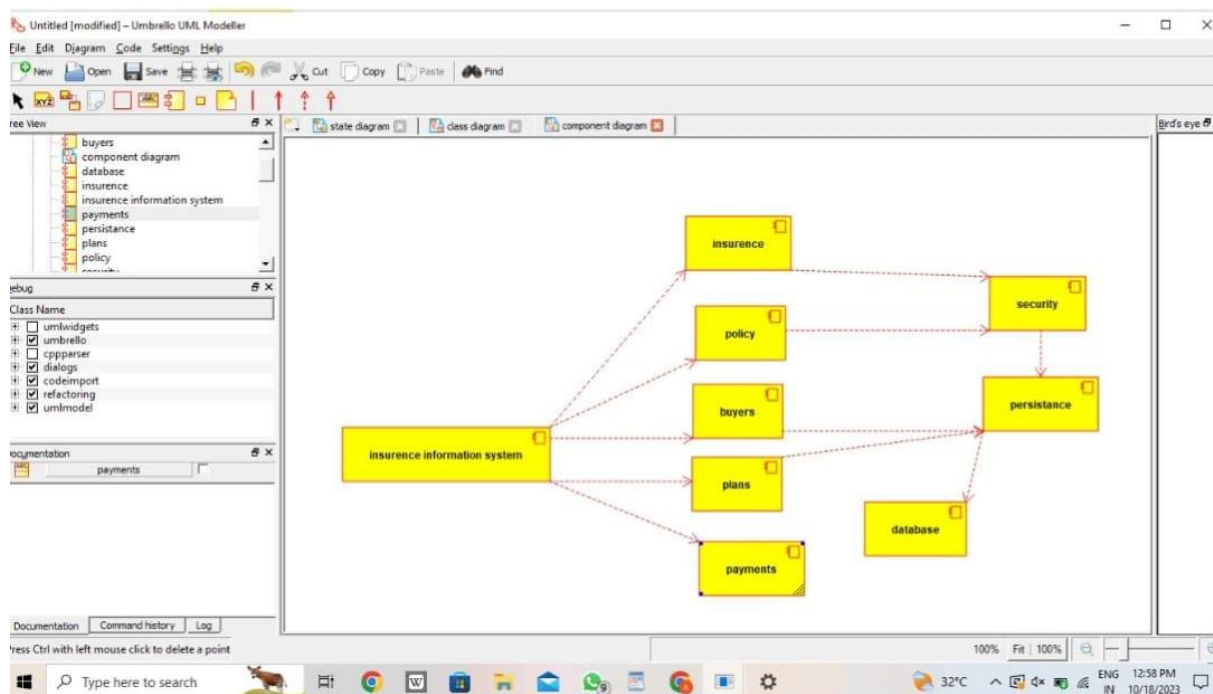 Untitled [modified] – Umbrello UML Modeller
File Edit Diagram Code Settings Help
New Open Save Cut Copy Paste Find
XYZ
ree View
state diagram class diagram component diagram
Bird's eye
buyers
component diagram
database
insurence
insurence information system
payments
persistance
plans
policy
security
ebug
Class Name
umlwidgets
umbrello
cppparser
dialogs
codeimport
refactoring
umlmodel
ocumentation
payments
insurence
security
policy
persistance
buyers
insurence information system
plans
database
payments
Documentation Command history Log
ress Ctrl with left mouse click to delete a point
100% Fit 100%
Type here to search
W
9
32°C
ENG 12:58 PM
IN 10/18/2023